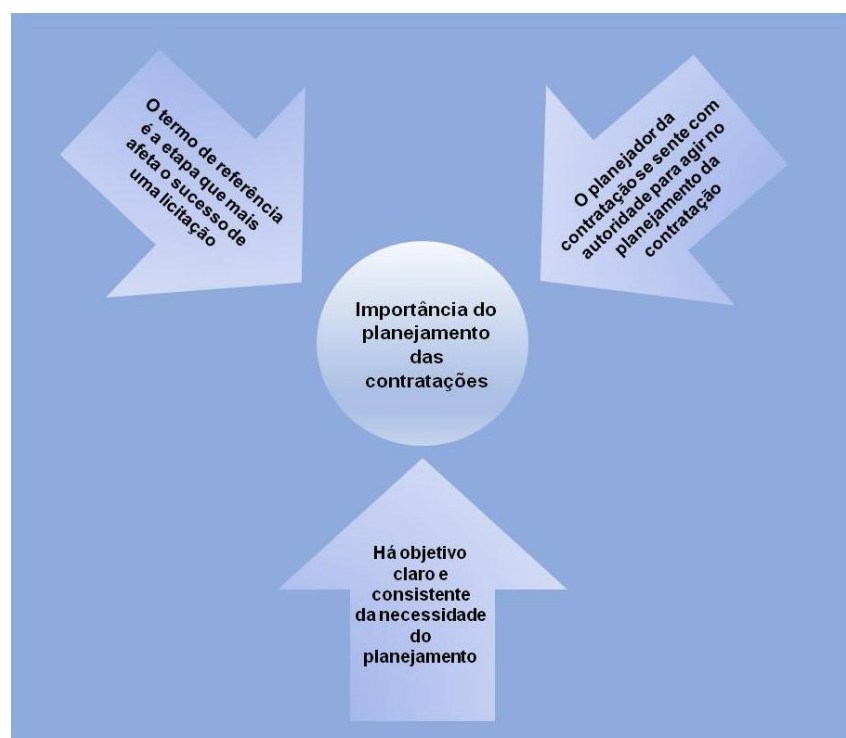 O termo de referência
é a etapa que mais
afeta o sucesso de
uma licitação
O planejador da
contratação se sente com
autoridade para agir no
planejamento da
contratação
Importância do
planejamento
das
contratações
Há objetivo
claro e
consistente
da necessidade
do
planejamento